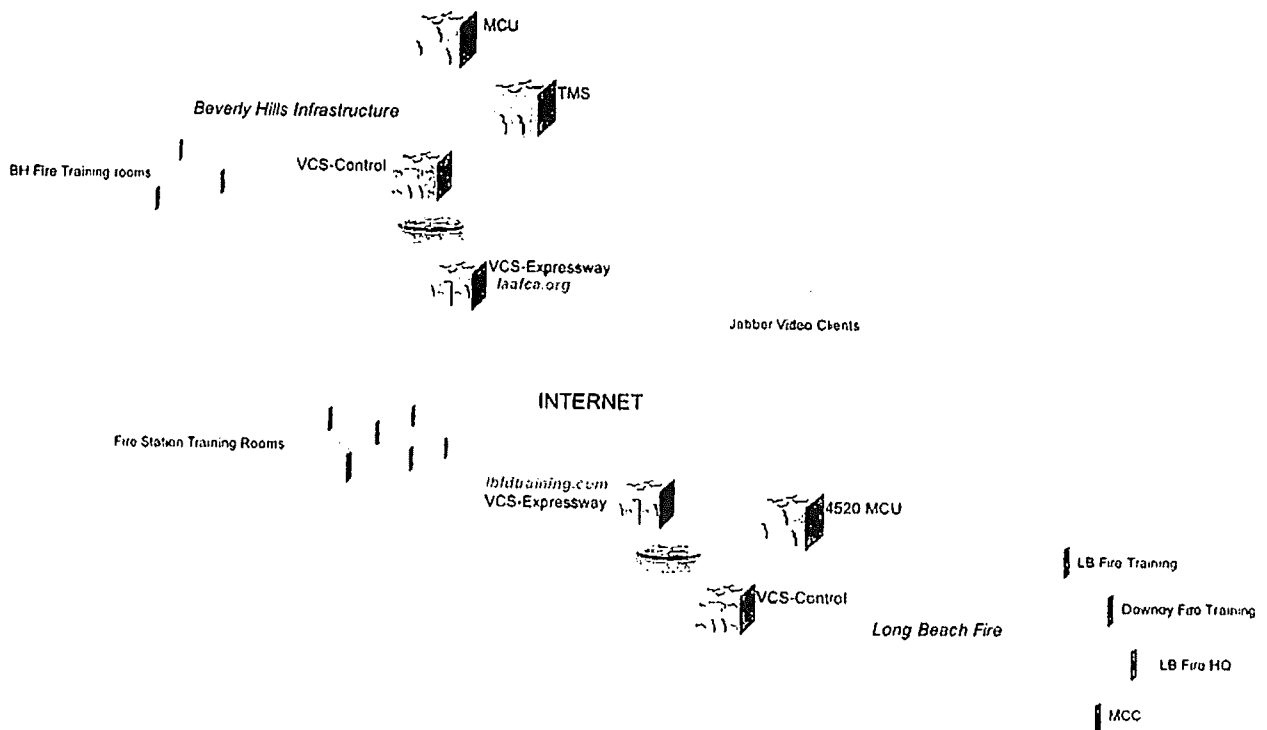 MCU
TMS
Beverly Hills Infrastructure
VCS-Control
BH Fire Training rooms
VCS-Expressway
laafca.org
Jabber Video Clients
INTERNET
Fire Station Training Rooms
lbfdtraining.com
VCS-Expressway
4520 MCU
LB Fire Training
VCS-Control
Downey Fire Training
Long Beach Fire
LB Fire HQ
MCC